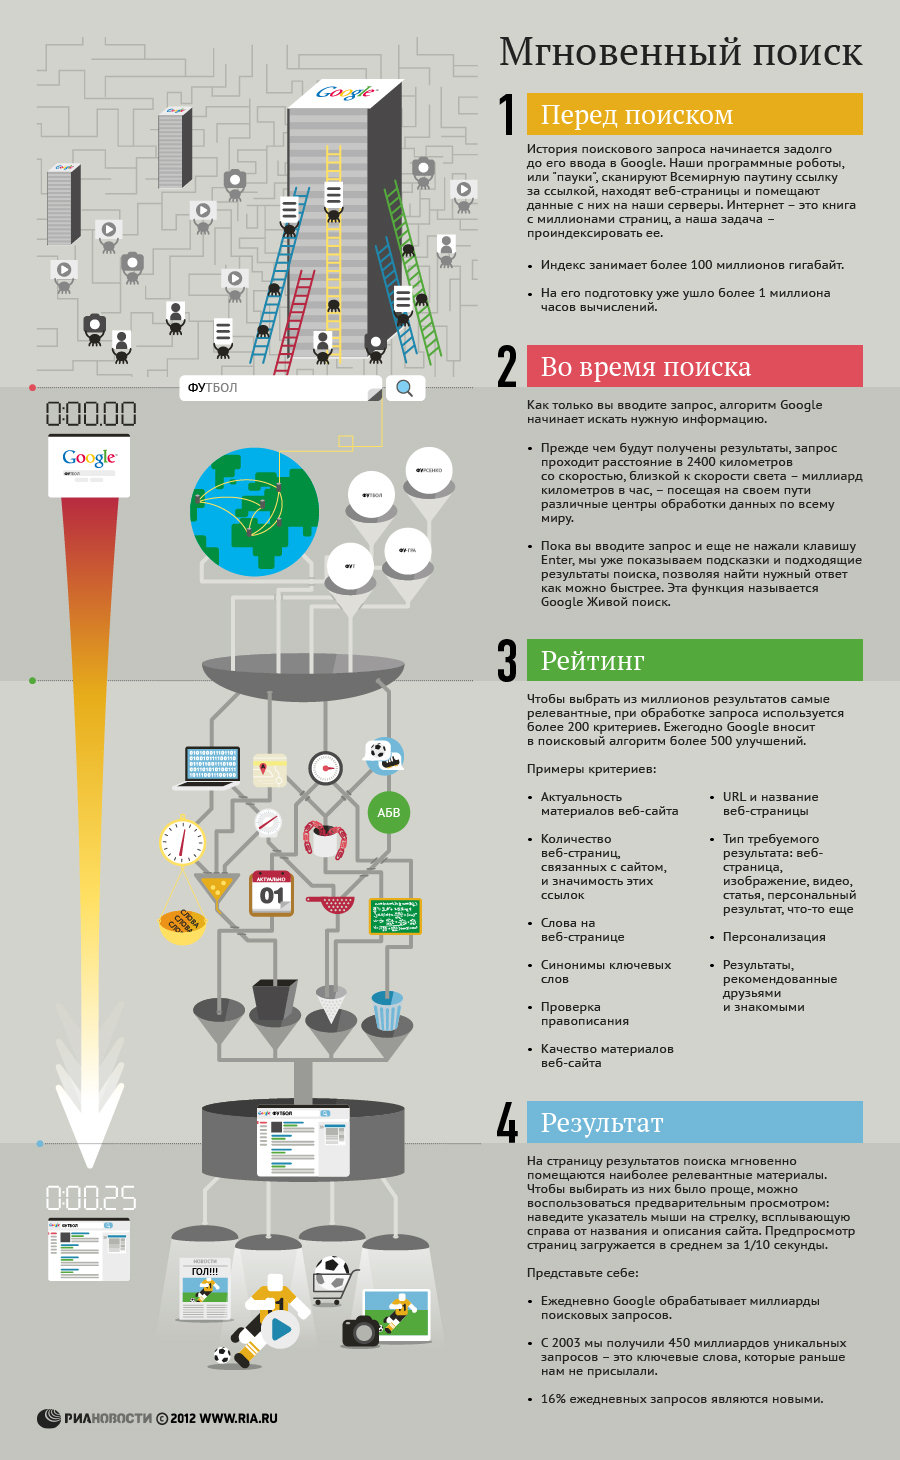 Мгновенный поиск
Google
Google
Google
1
Перед поиском
История поискового запроса начинается задолго
до его ввода в Google. Наши программные роботы,
или "пауки", сканируют Всемирную паутину ссылку
за ссылкой, находят веб-страницы и помещают
данные с них на наши серверы. Интернет – это книга
с миллионами страниц, а наша задача –
проиндексировать ее.
• Индекс занимает более 100 миллионов гигабайт.
• На его подготовку уже ушло более 1 миллиона
часов вычислений.
ФУТБОЛ
0:00.00
Google
ФУТБОЛ
ФУРСЕНКО
ФУТБОЛ
ФУТ
2
Во время поиска
Как только вы вводите запрос, алгоритм Google
начинает искать нужную информацию.
• Прежде чем будут получены результаты, запрос
проходит расстояние в 2400 километров
со скоростью, близкой к скорости света – миллиард
километров в час, – посещая на своем пути
различные центры обработки данных по всему
миру.
• Пока вы вводите запрос и еще не нажали клавишу
Enter, мы уже показываем подсказки и подходящие
результаты поиска, позволяя найти нужный ответ
как можно быстрее. Эта функция называется
Google Живой поиск.
3
Рейтинг
Чтобы выбрать из миллионов результатов самые
релевантные, при обработке запроса используется
более 200 критериев. Ежегодно Google вносит
в поисковый алгоритм более 500 улучшений.
Примеры критериев:
• Актуальность
материалов веб-сайта
• Количество
веб-страниц,
связанных с сайтом,
и значимость этих
ссылок
• Слова на
веб-странице
• Синонимы ключевых
слов
• Проверка
правописания
• Качество материалов
веб-сайта
• URL и название
веб-страницы
• Тип требуемого
результата: веб-
страница,
изображение, видео,
статья, персональный
результат, что-то еще
• Персонализация
• Результаты,
рекомендованные
друзьями
и знакомыми
АБВ
АКТУАЛЬНО
01
СЛОВА
СЛОВА
Google ФУТБОЛ
0:00.25
Google ФУТБОЛ
НОВОСТИ
ГОЛ!!!
1
1
4
Результат
На страницу результатов поиска мгновенно
помещаются наиболее релевантные материалы.
Чтобы выбирать из них было проще, можно
воспользоваться предварительным просмотром:
наведите указатель мыши на стрелку, всплывающую
справа от названия и описания сайта. Предпросмотр
страниц загружается в среднем за 1/10 секунды.
Представьте себе:
• Ежедневно Google обрабатывает миллиарды
поисковых запросов.
• С 2003 мы получили 450 миллиардов уникальных
запросов – это ключевые слова, которые раньше
нам не присылали.
• 16% ежедневных запросов являются новыми.
РИАНОВОСТИ © 2012 WWW.RIA.RU